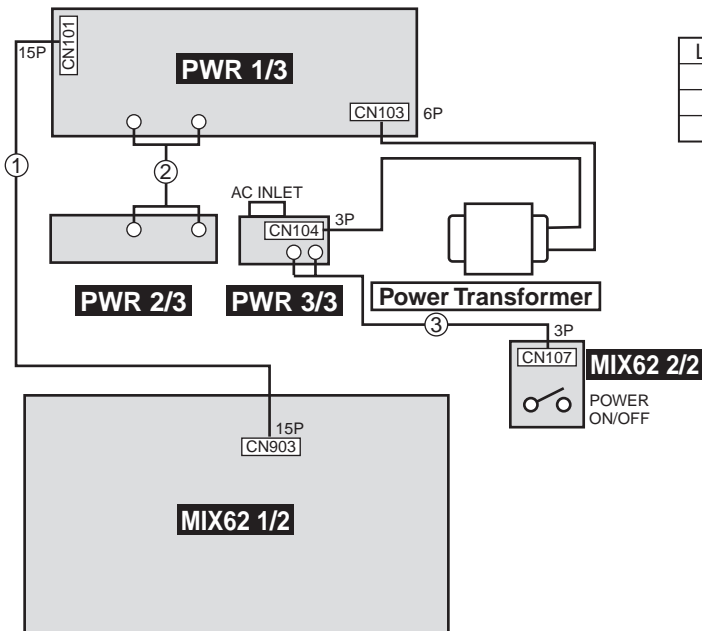 CN101
15P
PWR 1/3
CN103
6P
L
1
2
AC INLET
3P
CN104
PWR 2/3
PWR 3/3
Power Transformer
3
3P
CN107
MIX62 2/2
POWER
ON/OFF
15P
CN903
MIX62 1/2